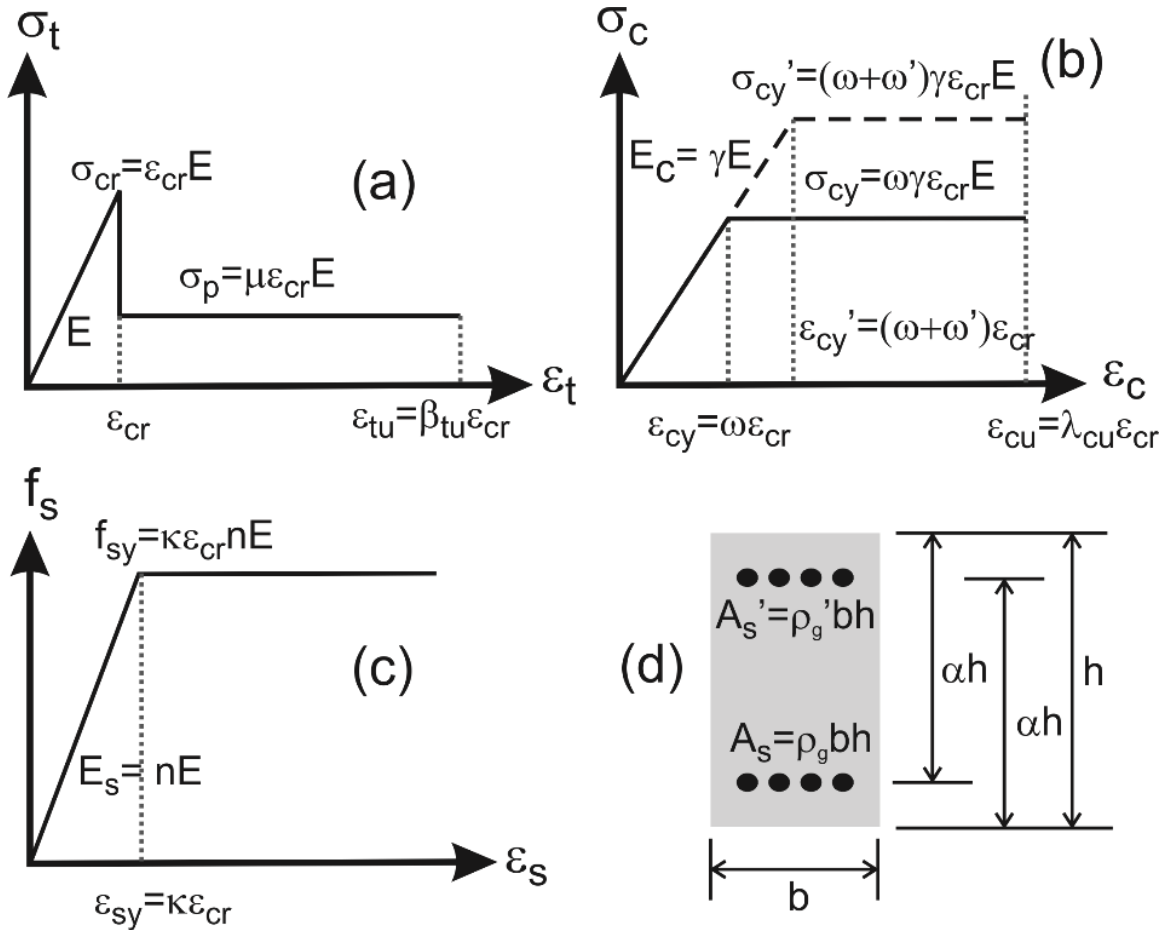 σt
σcr=εcrE
(a)
σp=μεcrE
E
εt
εcr
εtu=βtuεcr
σc
(b)
σcy’=(ω+ω’)γεcrE
Ec= γE
σcy=ωγεcrE
εcy’=(ω+ω’)εcr
εc
εcy=ωεcr
εcu=λcuεcr
fs
fsy=κεcrnE
(c)
Es= nE
εs
εsy=κεcr
(d)
As’=ρg’bh
As=ρgbh
αh
αh
h
b